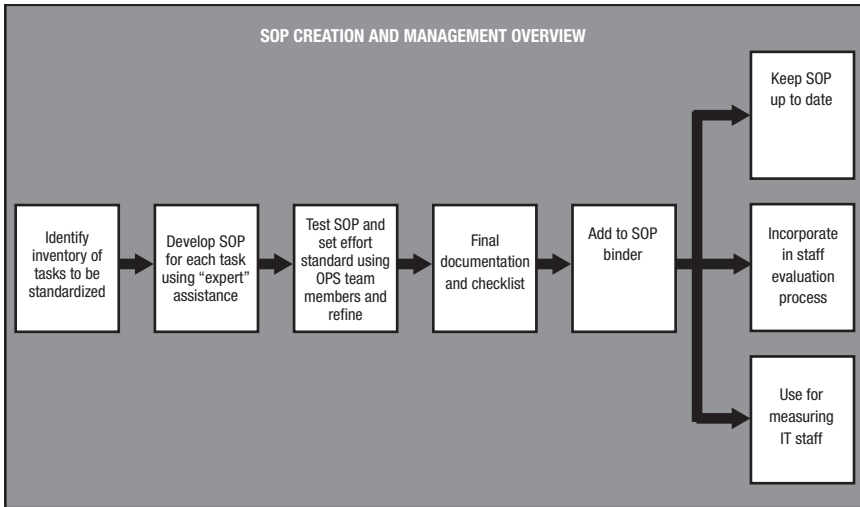 SOP CREATION AND MANAGEMENT OVERVIEW
Identify
inventory of
tasks to be
standardized
Develop SOP
for each task
using “expert”
assistance
Test SOP and
set effort
standard using
OPS team
members and
refine
Final
documentation
and checklist
Add to SOP
binder
Keep SOP
up to date
Incorporate
in staff
evaluation
process
Use for
measuring
IT staff